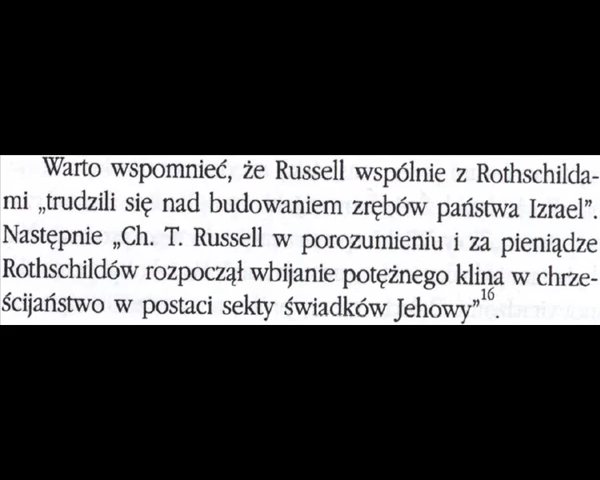 Warto wspomnieć, że Russell wspólnie z Rothschilda-
mi „trudzili się nad budowaniem zrębów państwa Izrael”.
Następnie „Ch. T. Russell w porozumieniu i za pieniądze
Rothschildów rozpoczął wbijanie potężnego klina w chrze-
ścijaństwo w postaci sekty świadków Jehowy”16.